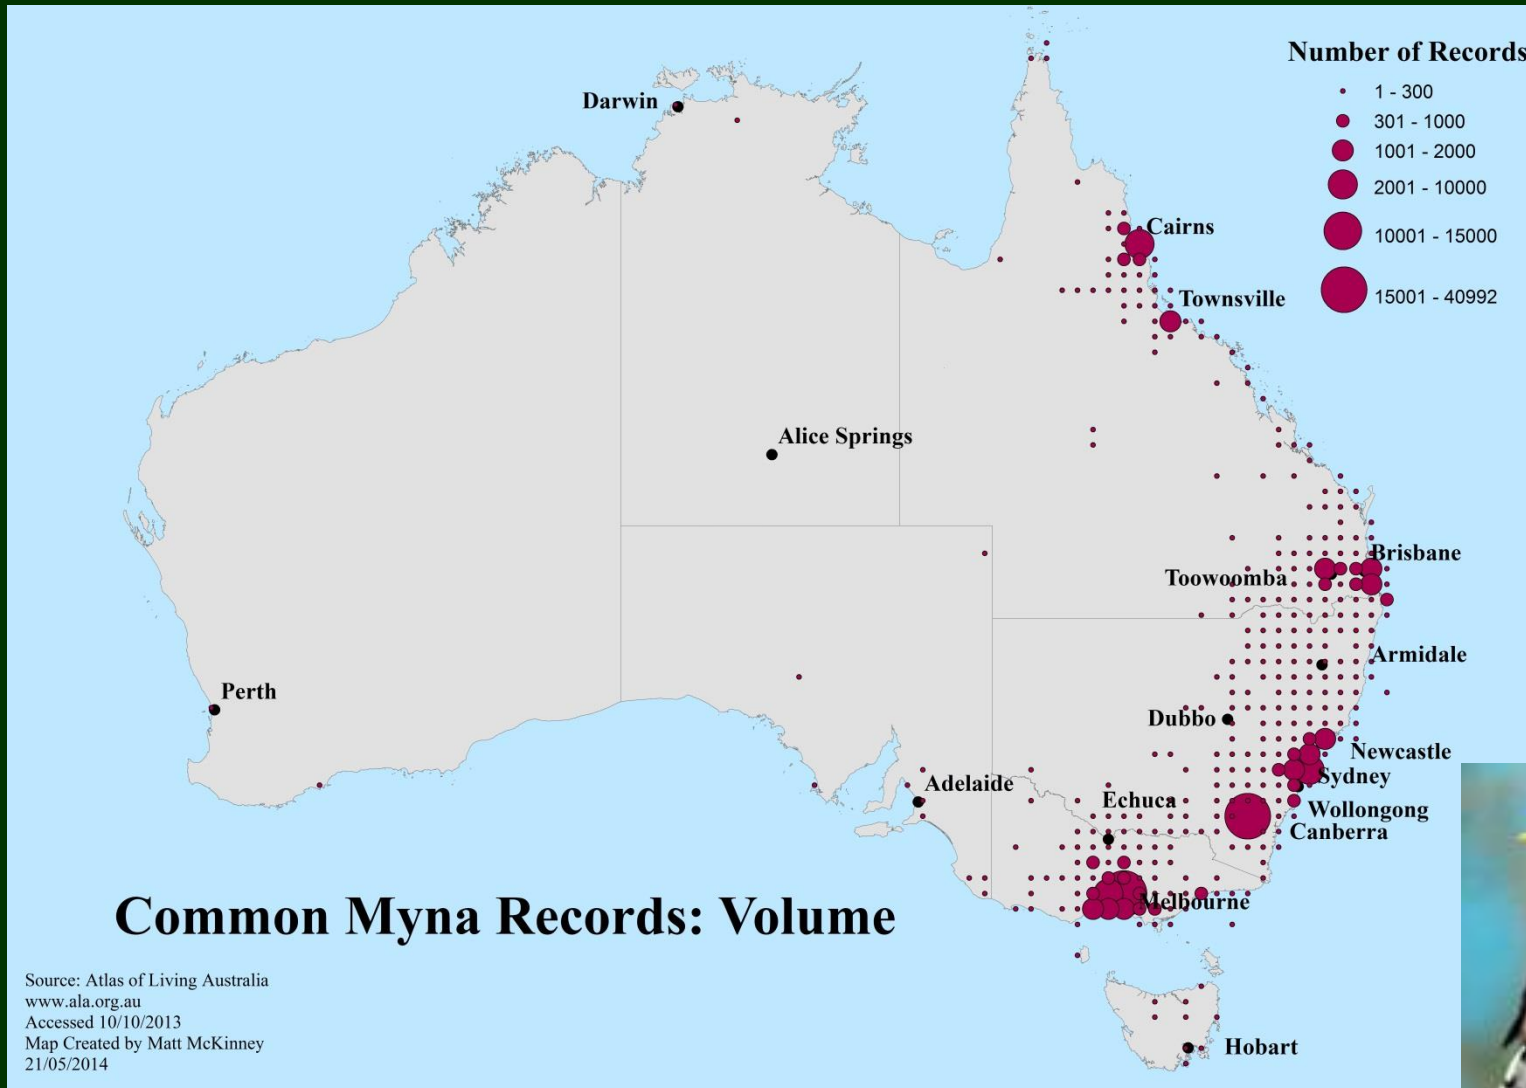 Number of Records
1 - 300
301 - 1000
1001 - 2000
2001 - 10000
10001 - 15000
15001 - 40992
Darwin
Cairns
Townsville
Alice Springs
Brisbane
Toowoomba
Armidale
Perth
Dubbo
Newcastle
Sydney
Adelaide
Echuca
Wollongong
Canberra
Melbourne
Common Myna Records: Volume
Source: Atlas of Living Australia
www.ala.org.au
Accessed 10/10/2013
Map Created by Matt McKinney
21/05/2014
Hobart